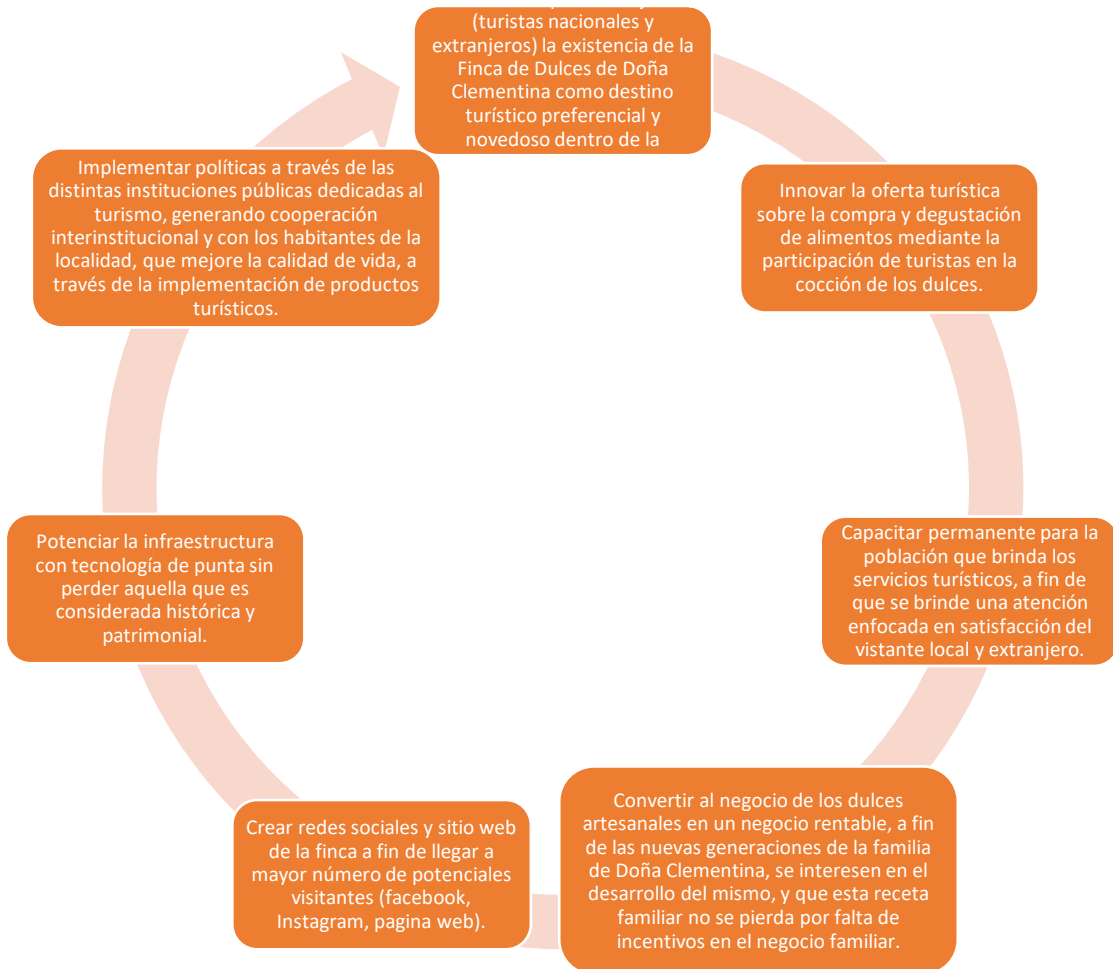 (turistas nacionales y
extranjeros) la existencia de la
Finca de Dulces de Doña
Clementina como destino
turístico preferencial y
novedoso dentro de la
Innovar la oferta turística
sobre la compra y degustación
de alimentos mediante la
participación de turistas en la
cocción de los dulces.
Capacitar permanente para la
población que brinda los
servicios turísticos, a fin de
que se brinde una atención
enfocada en satisfacción del
vistante local y extranjero.
Convertir al negocio de los dulces
artesanales en un negocio rentable, a fin
de las nuevas generaciones de la familia
de Doña Clementina, se interesen en el
desarrollo del mismo, y que esta receta
familiar no se pierda por falta de
incentivos en el negocio familiar.
Crear redes sociales y sitio web
de la finca a fin de llegar a
mayor número de potenciales
visitantes (facebook,
Instagram, pagina web).
Potenciar la infraestructura
con tecnología de punta sin
perder aquella que es
considerada histórica y
patrimonial.
Implementar políticas a través de las
distintas instituciones públicas dedicadas al
turismo, generando cooperación
interinstitucional y con los habitantes de la
localidad, que mejore la calidad de vida, a
través de la implementación de productos
turísticos.